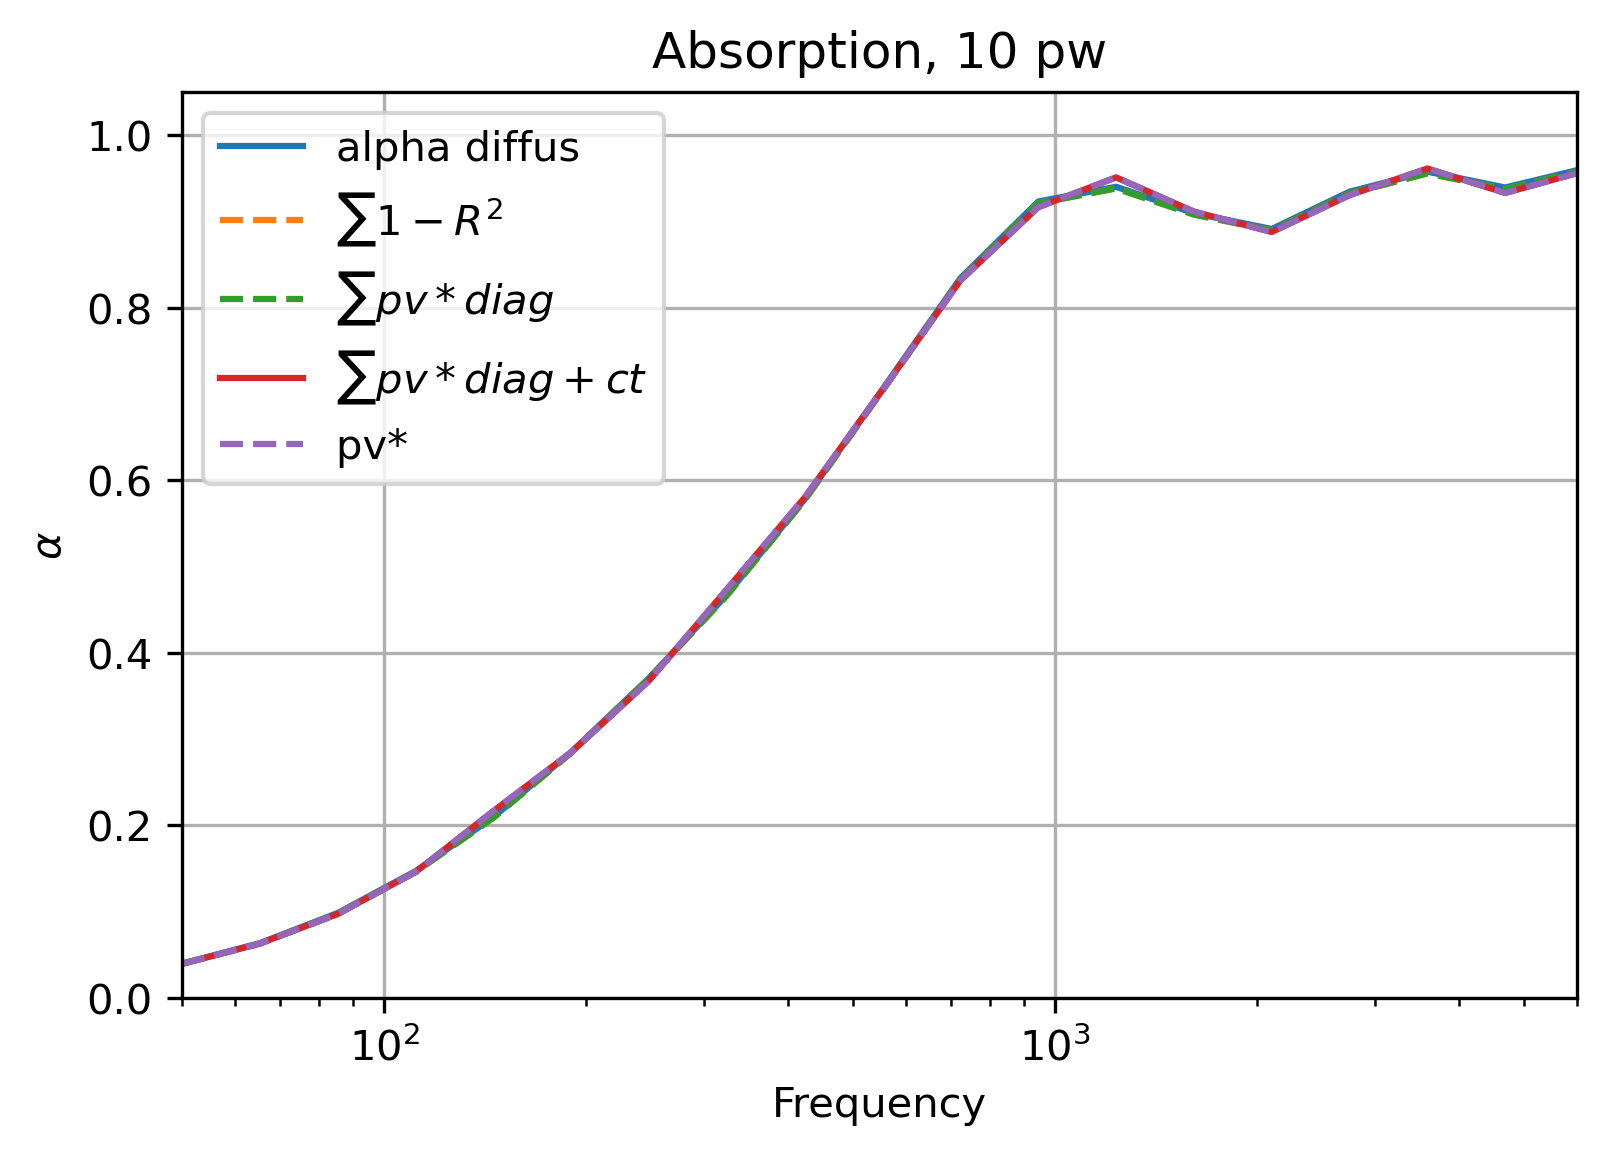 Absorption, 10 pw
1.0
0.8
0.6
0.4
0.2
0.0
α
alpha diffus
∑1 − R²
∑pv * diag
∑pv * diag + ct
pv*
10² 10³
Frequency